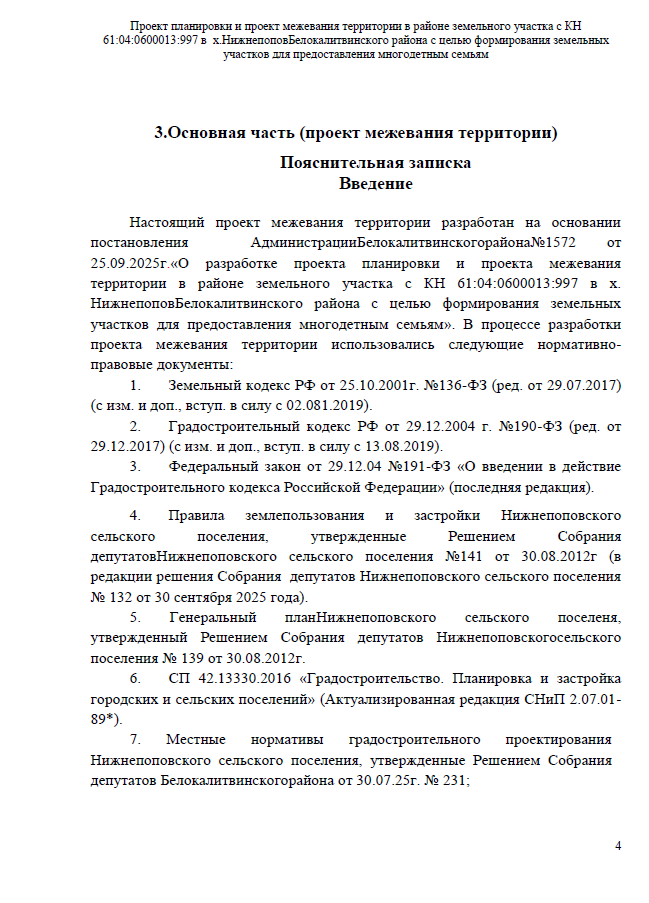 Проект планировки и проект межевания территории в районе земельного участка с КН
61:04:0600013:997 в х.НижнепоповБелокалитвинского района с целью формирования земельных
участков для предоставления многодетным семьям
3.Основная часть (проект межевания территории)
Пояснительная записка
Введение
Настоящий проект межевания территории разработан на основании
постановления АдминистрацииБелокалитвинскогорайона№1572 от
25.09.2025г.«О разработке проекта планировки и проекта межевания
территории в районе земельного участка с КН 61:04:0600013:997 в х.
НижнепоповБелокалитвинского района с целью формирования земельных
участков для предоставления многодетным семьям». В процессе разработки
проекта межевания территории использовались следующие нормативно-
правовые документы:
1. Земельный кодекс РФ от 25.10.2001г. №136-ФЗ (ред. от 29.07.2017)
(с изм. и доп., вступ. в силу с 02.081.2019).
2. Градостроительный кодекс РФ от 29.12.2004 г. №190-ФЗ (ред. от
29.12.2017) (с изм. и доп., вступ. в силу с 13.08.2019).
3. Федеральный закон от 29.12.04 №191-ФЗ «О введении в действие
Градостроительного кодекса Российской Федерации» (последняя редакция).
4. Правила землепользования и застройки Нижнепоповского
сельского поселения, утвержденные Решением Собрания
депутатовНижнепоповского сельского поселения №141 от 30.08.2012г (в
редакции решения Собрания депутатов Нижнепоповского сельского поселения
№ 132 от 30 сентября 2025 года).
5. Генеральный планНижнепоповского сельского поселеня,
утвержденный Решением Собрания депутатов Нижнепоповскогосельского
поселения № 139 от 30.08.2012г.
6. СП 42.13330.2016 «Градостроительство. Планировка и застройка
городских и сельских поселений» (Актуализированная редакция СНиП 2.07.01-
89*).
7. Местные нормативы градостроительного проектирования
Нижнепоповского сельского поселения, утвержденные Решением Собрания
депутатов Белокалитвинскогорайона от 30.07.25г. № 231;
4